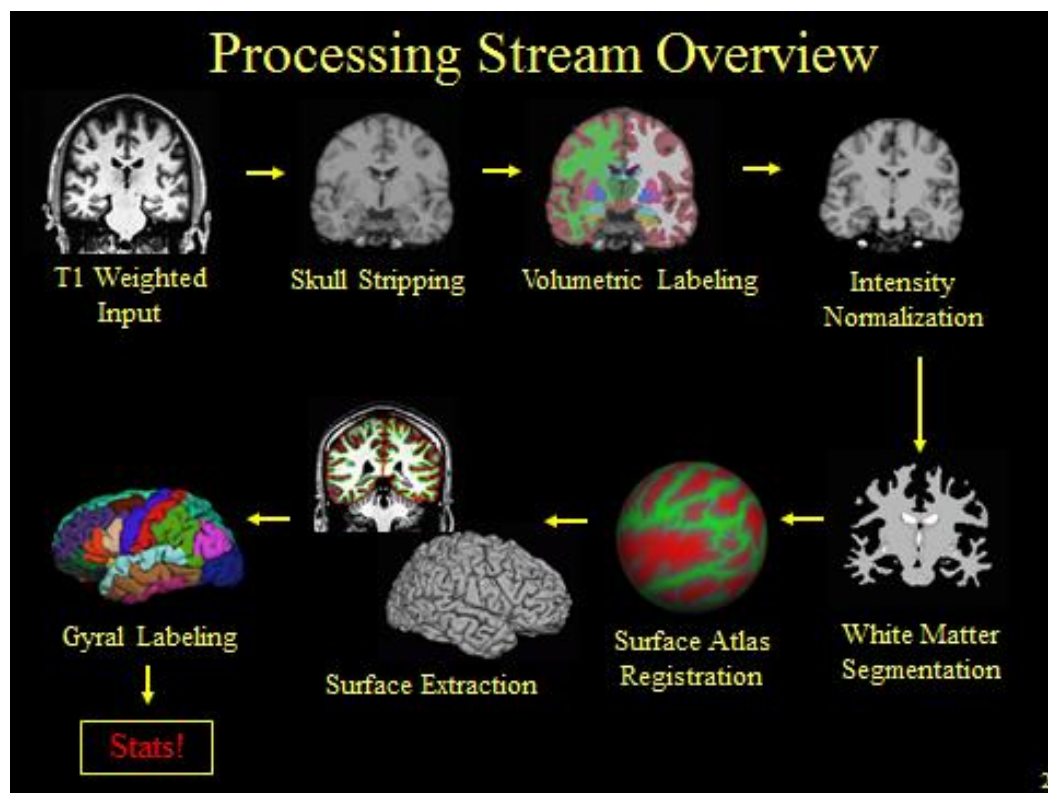 Processing Stream Overview
T1 Weighted
Input
Skull Stripping
Volumetric Labeling
Intensity
Normalization
Gyral Labeling
Surface Extraction
Surface Atlas
Registration
White Matter
Segmentation
Stats!
2